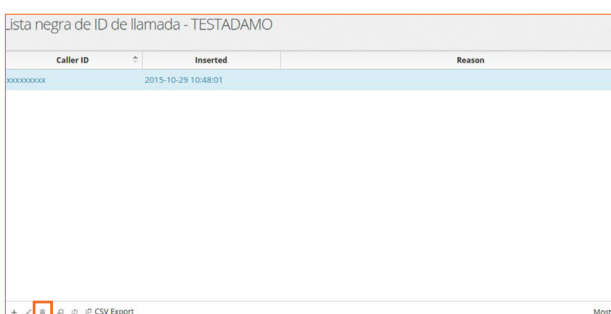 Lista negra de ID de llamada - TESTADAMO
Caller ID Inserted Reason
xxxxxxxxx 2015-10-29 10:48:01
CSV Export Most